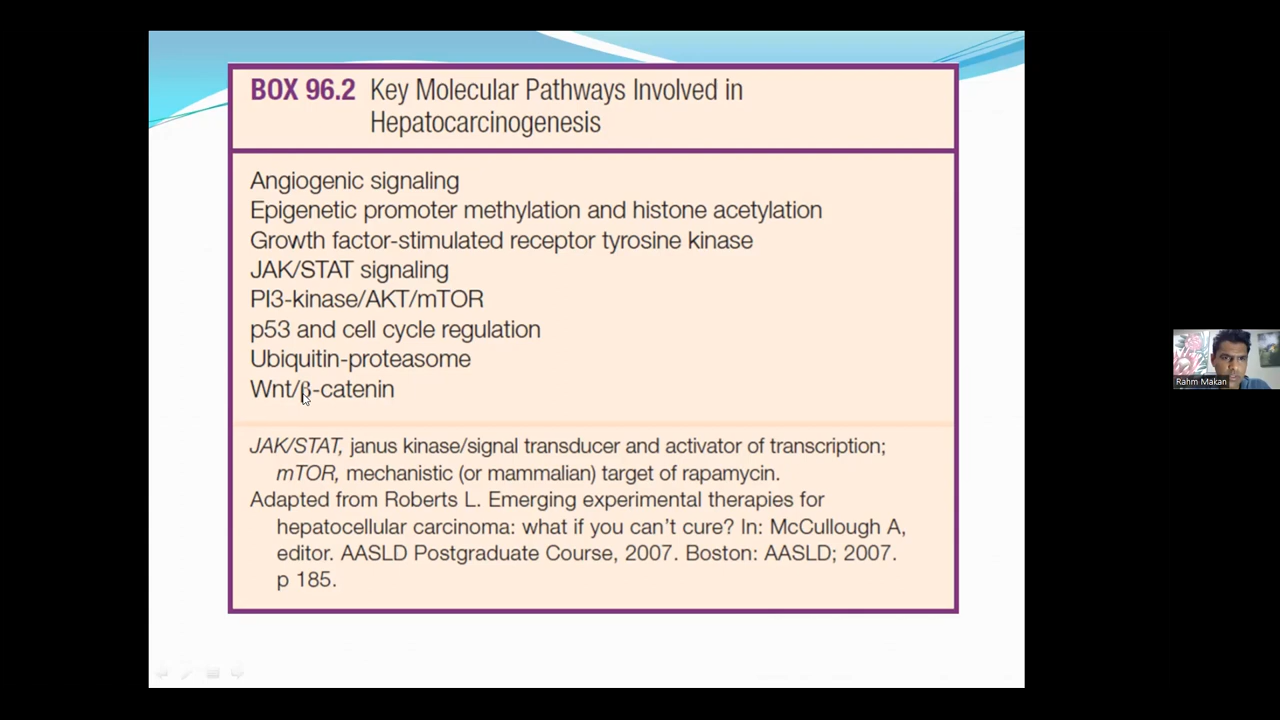 BOX 96.2 Key Molecular Pathways Involved in
Hepatocarcinogenesis
Angiogenic signaling
Epigenetic promoter methylation and histone acetylation
Growth factor-stimulated receptor tyrosine kinase
JAK/STAT signaling
PI3-kinase/AKT/mTOR
p53 and cell cycle regulation
Ubiquitin-proteasome
Wnt/β-catenin
JAK/STAT, janus kinase/signal transducer and activator of transcription;
mTOR, mechanistic (or mammalian) target of rapamycin.
Adapted from Roberts L. Emerging experimental therapies for
hepatocellular carcinoma: what if you can't cure? In: McCullough A,
editor. AASLD Postgraduate Course, 2007. Boston: AASLD; 2007.
p 185.
Rahm Makan